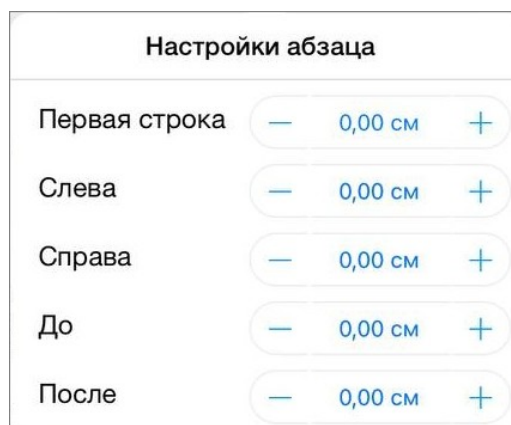 Настройки абзаца
Первая строка — 0,00 см +
Слева — 0,00 см +
Справа — 0,00 см +
До — 0,00 см +
После — 0,00 см +